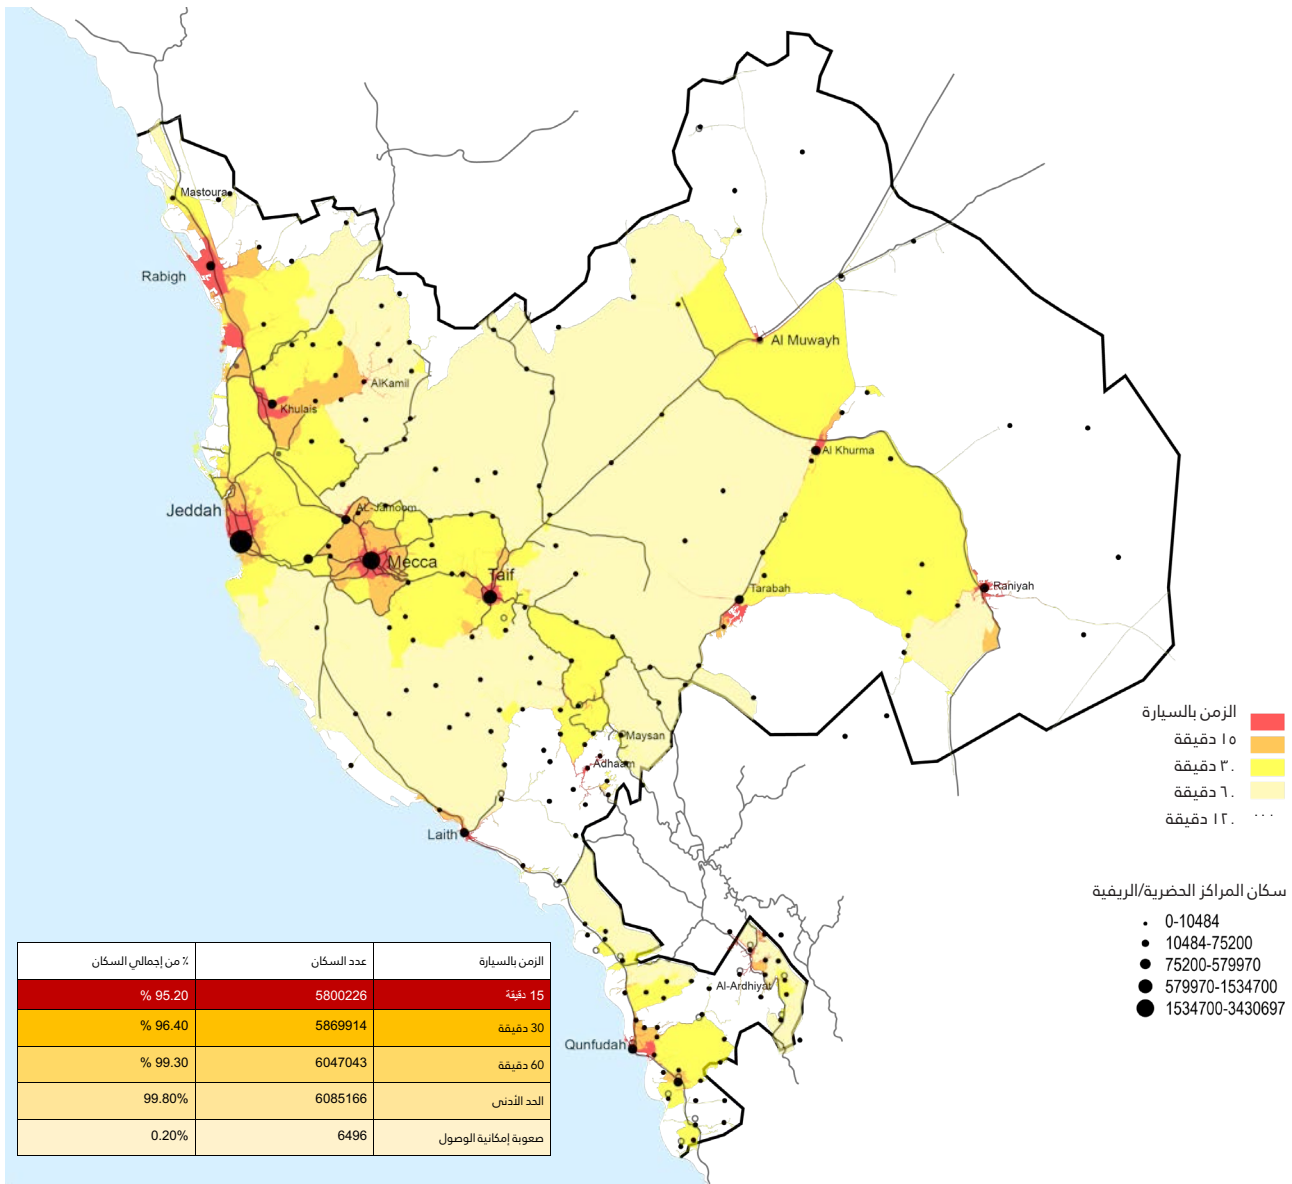 Mastoura
Rabigh
Al Muwayh
AlKamil
Khulais
Al Khurma
Jeddah
AL-Jamoom
Mecca
Taif
Tarabah
Raniyah
Maysan
Adhaam
Laith
Al-Ardhiyat
Qunfudah
الزمن بالسيارة
١٥ دقيقة
٣٠ دقيقة
٦٠ دقيقة
١٢٠ دقيقة
سكان المراكز الحضرية/الريفية
0-10484
10484-75200
75200-579970
579970-1534700
1534700-3430697
الزمن بالسيارة عدد السكان ٪ من إجمالي السكان
15 دقيقة 5800226 95.20 %
30 دقيقة 5869914 96.40 %
60 دقيقة 6047043 99.30 %
الحد الأدنى 6085166 99.80%
صعوبة إمكانية الوصول 6496 0.20%